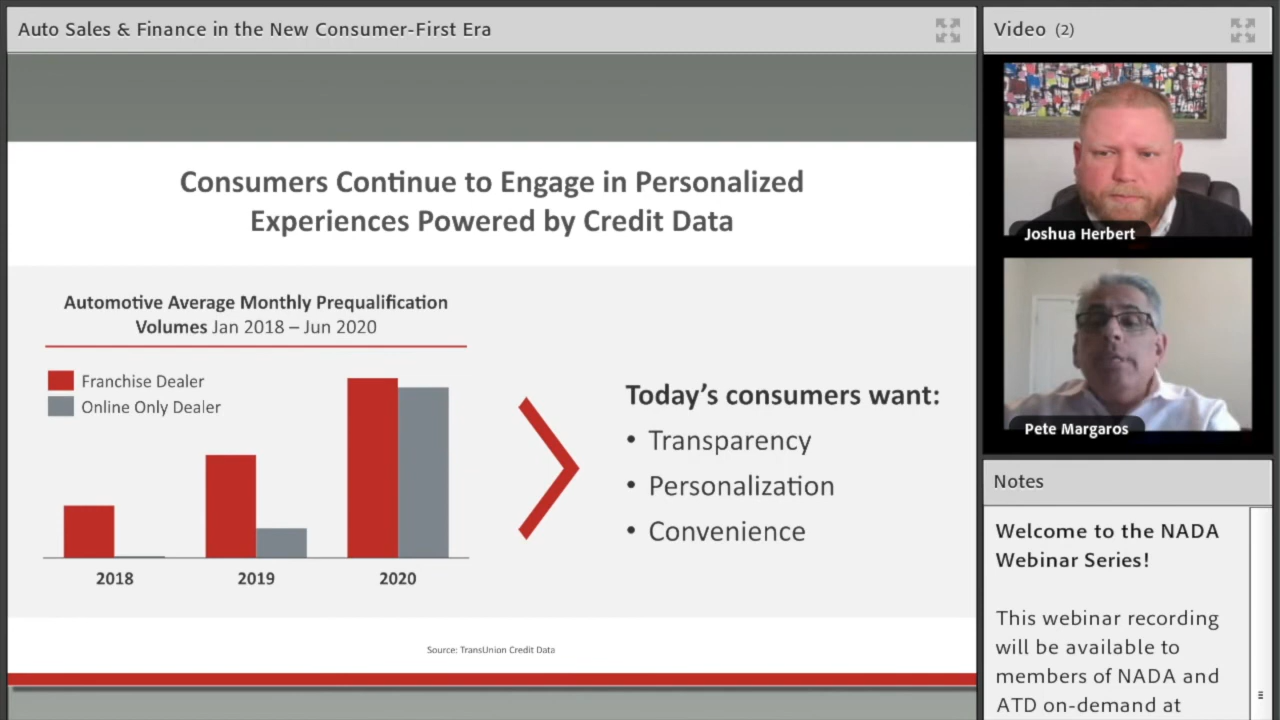 Auto Sales & Finance in the New Consumer-First Era
Consumers Continue to Engage in Personalized
Experiences Powered by Credit Data
Automotive Average Monthly Prequalification
Volumes Jan 2018 – Jun 2020
Franchise Dealer
Online Only Dealer
2018
2019
2020
Today's consumers want:
• Transparency
• Personalization
• Convenience
Source: TransUnion Credit Data
Video (2)
Joshua Herbert
Pete Margaros
Notes
Welcome to the NADA
Webinar Series!
This webinar recording
will be available to
members of NADA and
ATD on-demand at